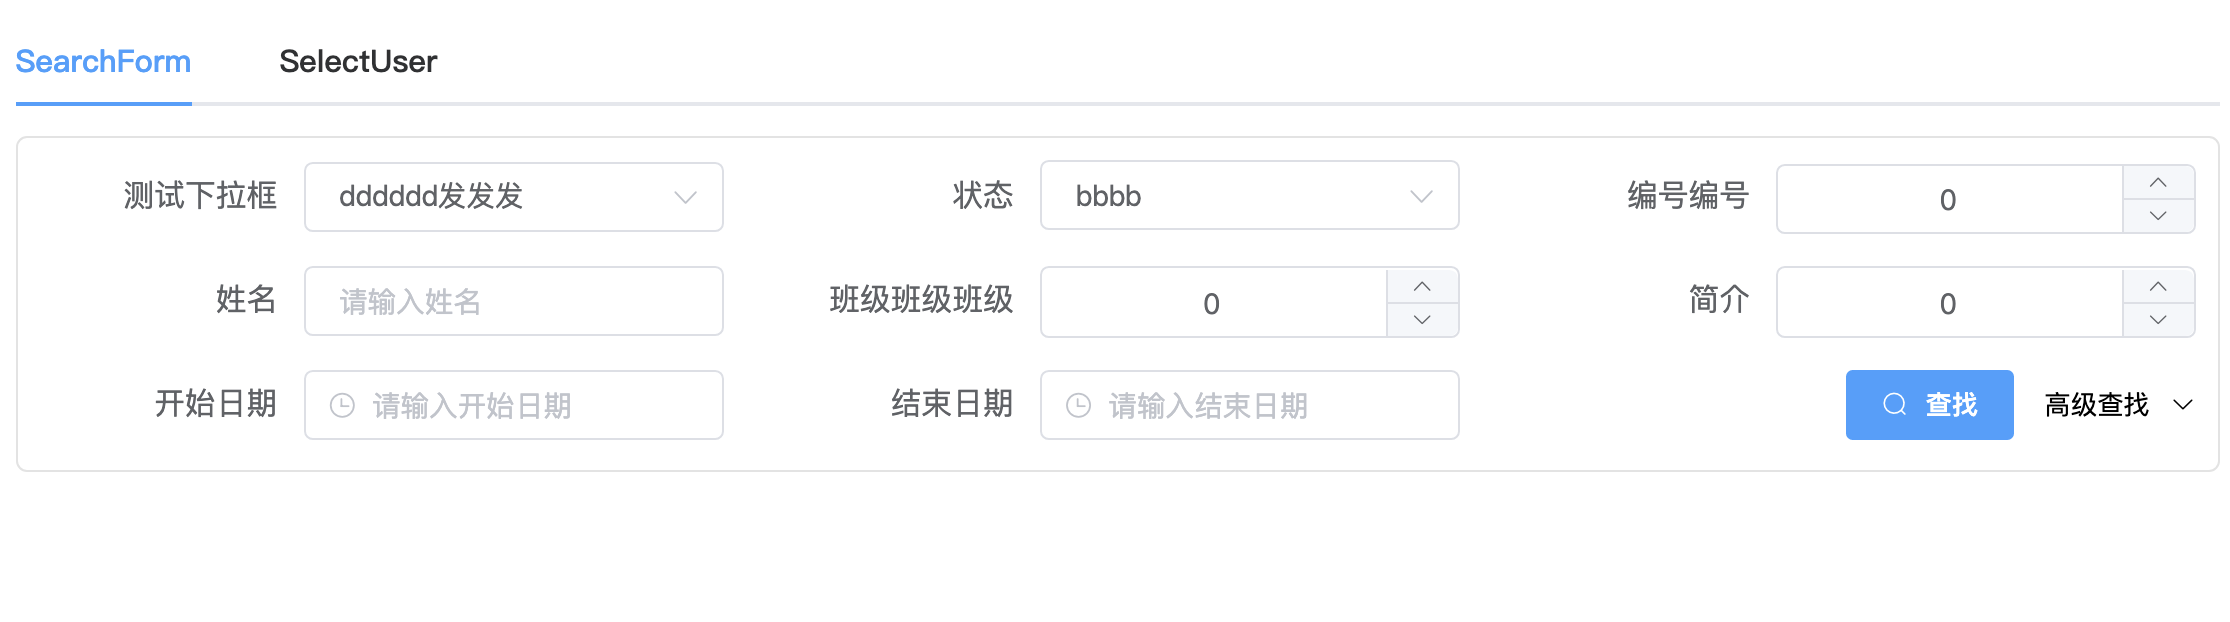 SearchForm SelectUser
测试下拉框 dddddd发发发 状态 bbbb 编号编号 0
姓名 请输入姓名 班级班级班级 0 简介 0
开始日期 请输入开始日期 结束日期 请输入结束日期 查找 高级查找